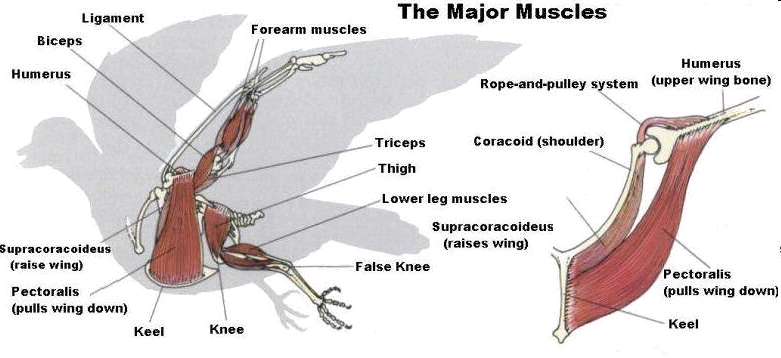 The Major Muscles
Ligament
Biceps
Humerus
Forearm muscles
Triceps
Thigh
Lower leg muscles
False Knee
Supracoracoideus
(raise wing)
Pectoralis
(pulls wing down)
Keel
Knee
Rope-and-pulley system
Humerus
(upper wing bone)
Coracoid (shoulder)
Supracoracoideus
(raises wing)
Pectoralis
(pulls wing down)
Keel